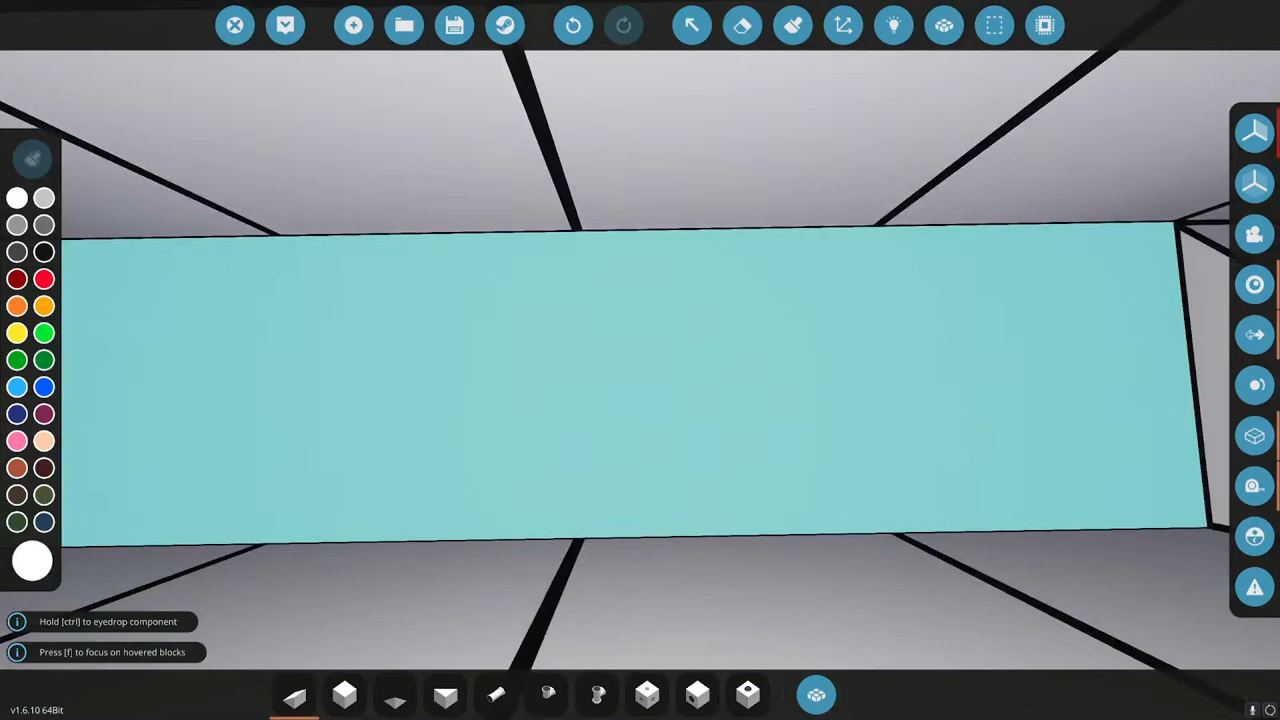 Hold [ctrl] to eyedrop component
Press [f] to focus on hovered blocks
v1.6.10 64Bit